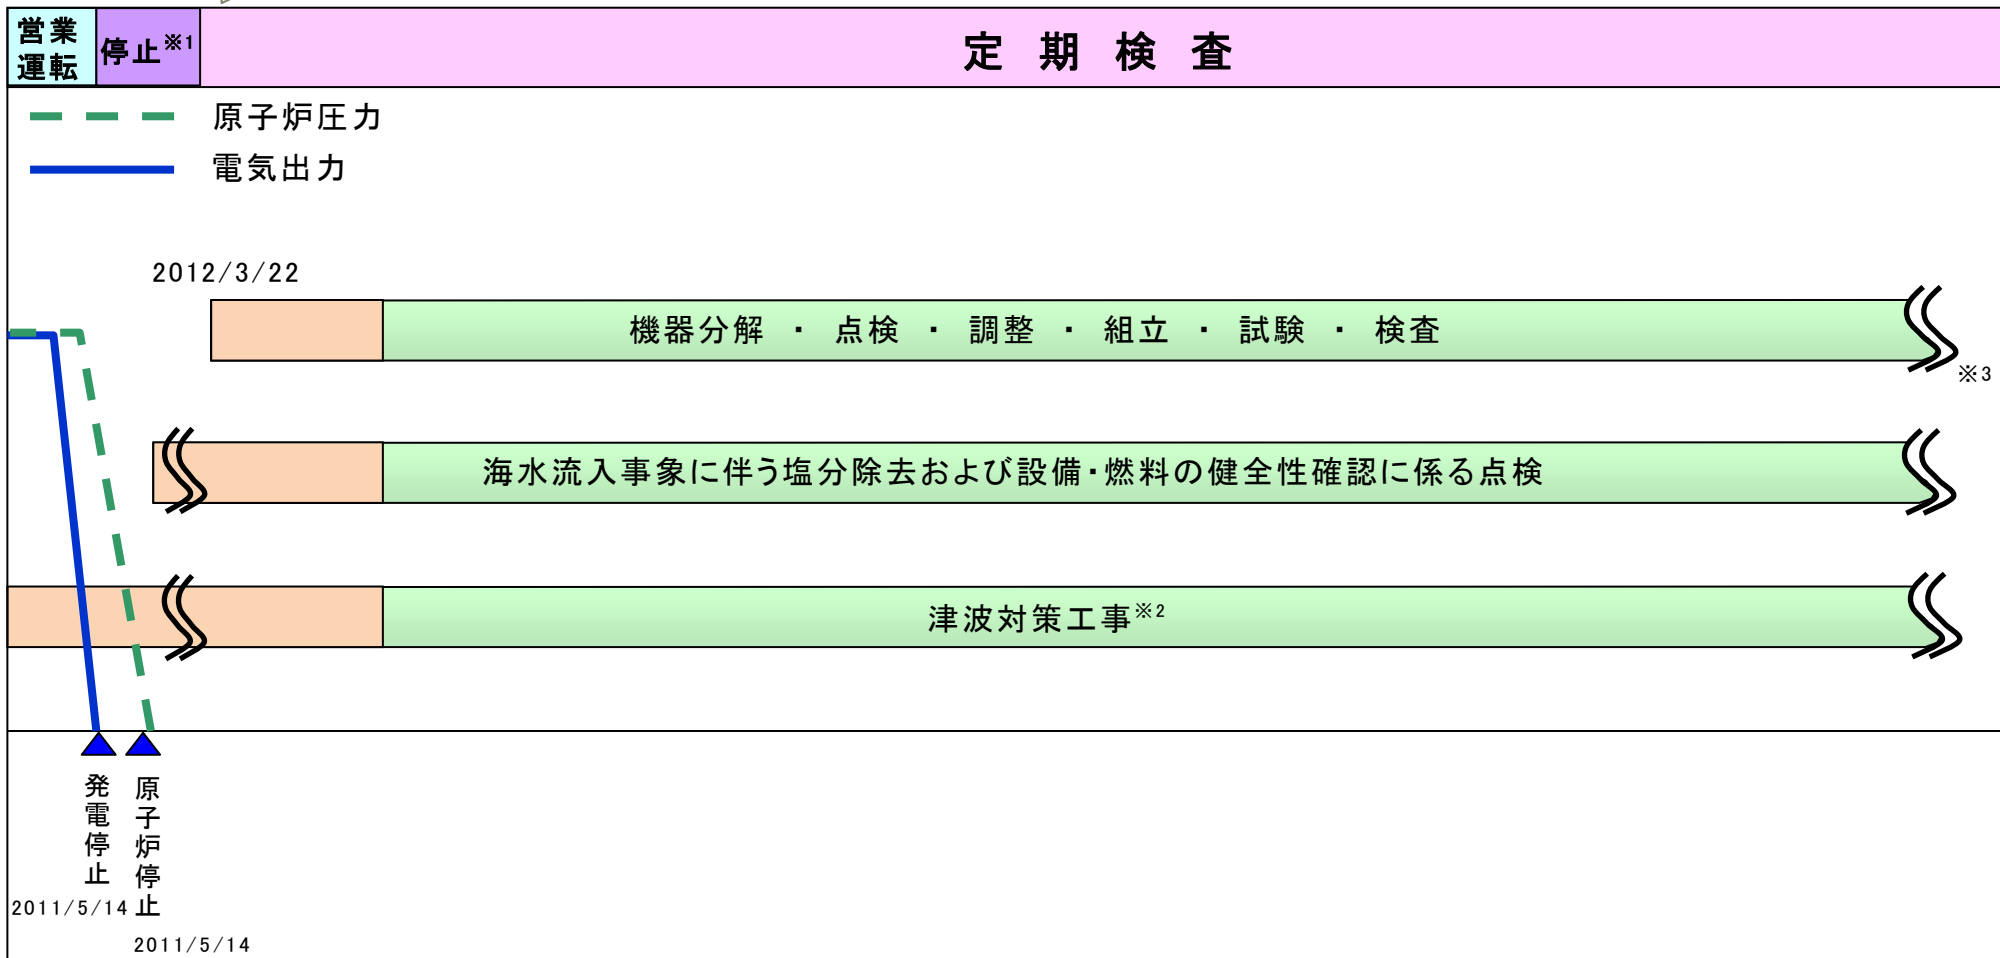 営業
運転
停止※1
定期検査
原子炉圧力
電気出力
2012/3/22
機器分解 ・ 点検 ・ 調整 ・ 組立 ・ 試験 ・ 検査
※3
海水流入事象に伴う塩分除去および設備・燃料の健全性確認に係る点検
津波対策工事※2
発電停止
2011/5/14
原子炉停止
2011/5/14